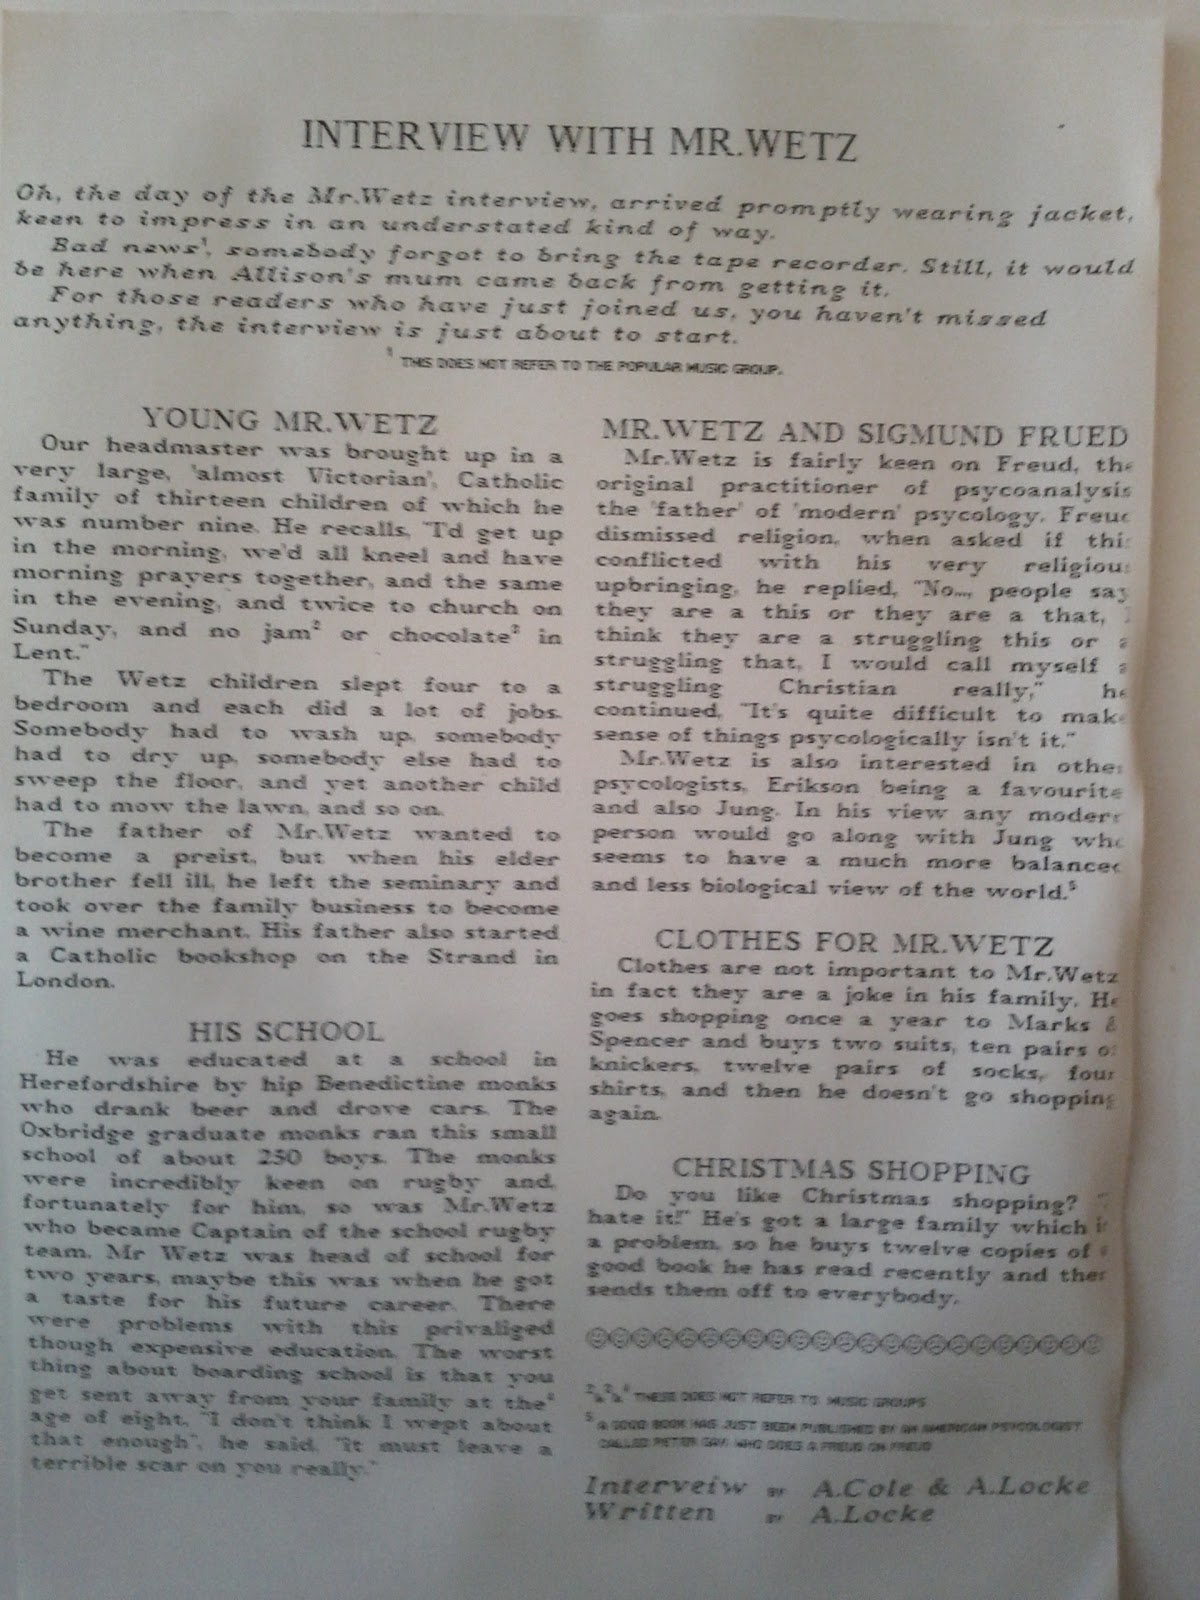 INTERVIEW WITH MR.WETZ
Oh, the day of the Mr.Wetz interview, arrived promptly wearing jacket,
keen to impress in an understated kind of way.
Bad news¹, somebody forgot to bring the tape recorder. Still, it would
be here when Allison's mum came back from getting it.
For those readers who have just joined us, you haven't missed
anything, the interview is just about to start.
¹ THIS DOES NOT REFER TO THE POPULAR MUSIC GROUP.
YOUNG MR.WETZ
Our headmaster was brought up in a
very large, 'almost Victorian', Catholic
family of thirteen children of which he
was number nine. He recalls, "I'd get up
in the morning, we'd all kneel and have
morning prayers together, and the same
in the evening, and twice to church on
Sunday, and no jam² or chocolate³ in
Lent."
The Wetz children slept four to a
bedroom and each did a lot of jobs.
Somebody had to wash up, somebody
had to dry up, somebody else had to
sweep the floor, and yet another child
had to mow the lawn, and so on.
The father of Mr.Wetz wanted to
become a preist, but when his elder
brother fell ill, he left the seminary and
took over the family business to become
a wine merchant. His father also started
a Catholic bookshop on the Strand in
London.
HIS SCHOOL
He was educated at a school in
Herefordshire by hip Benedictine monks
who drank beer and drove cars. The
Oxbridge graduate monks ran this small
school of about 250 boys. The monks
were incredibly keen on rugby and,
fortunately for him, so was Mr.Wetz
who became Captain of the school rugby
team. Mr Wetz was head of school for
two years, maybe this was when he got
a taste for his future career. There
were problems with this privaliged
though expensive education. The worst
thing about boarding school is that you
get sent away from your family at the⁴
age of eight, "I don't think I wept about
that enough", he said, "it must leave a
terrible scar on you really."
MR.WETZ AND SIGMUND FRUED
Mr.Wetz is fairly keen on Freud, the
original practitioner of psycoanalysis
the 'father' of 'modern' psycology. Freud
dismissed religion, when asked if this
conflicted with his very religious
upbringing, he replied, "No..., people say
they are a this or they are a that, I
think they are a struggling this or a
struggling that, I would call myself a
struggling Christian really," he
continued, "It's quite difficult to make
sense of things psycologically isn't it."
Mr.Wetz is also interested in other
psycologists, Erikson being a favourite
and also Jung. In his view any modern
person would go along with Jung who
seems to have a much more balanced
and less biological view of the world.⁵
CLOTHES FOR MR.WETZ
Clothes are not important to Mr.Wetz
in fact they are a joke in his family. He
goes shopping once a year to Marks &
Spencer and buys two suits, ten pairs of
knickers, twelve pairs of socks, four
shirts, and then he doesn't go shopping
again.
CHRISTMAS SHOPPING
Do you like Christmas shopping? "I
hate it!" He's got a large family which is
a problem, so he buys twelve copies of a
good book he has read recently and then
sends them off to everybody.
²,³,⁴ THESE DOES NOT REFER TO MUSIC GROUPS
⁵ A GOOD BOOK HAS JUST BEEN PUBLISHED BY AN AMERICAN PSYCOLOGIST
CALLED PETER GAY, WHO DOES A FREUD ON FREUD
Interveiw BY A.Cole & A.Locke
Written BY A.Locke